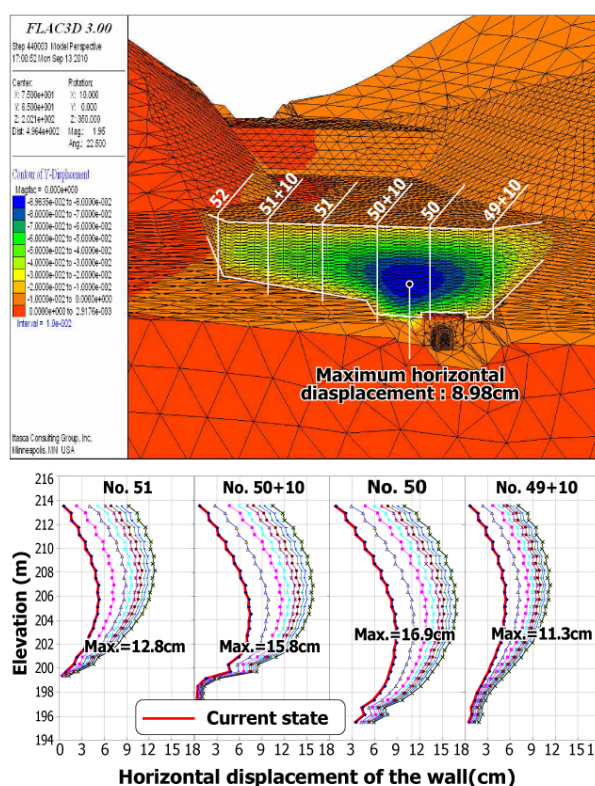 FLAC3D 3.00
Step 449003 Model Perspective
17:00:52 Mon Sep 13 2010
Center: Rotation:
X: 7.500e+001 X: 10.000
Y: 6.500e+001 Y: 0.000
Z: 2.021e+002 Z: 350.000
Dist: 4.964e+002 Mag.: 1.95
Ang.: 22.500
Contour of Y-Displacement
Magfac = 0.000e+000
-8.9835e-002 to -8.0000e-002
-8.0000e-002 to -7.0000e-002
-7.0000e-002 to -6.0000e-002
-6.0000e-002 to -5.0000e-002
-5.0000e-002 to -4.0000e-002
-4.0000e-002 to -3.0000e-002
-3.0000e-002 to -2.0000e-002
-2.0000e-002 to -1.0000e-002
-1.0000e-002 to 0.0000e+000
0.0000e+000 to 2.9176e-003
Interval = 1.0e-002
Itasca Consulting Group, Inc.
Minneapolis, MN USA
52 51+10 51 50+10 50 49+10
Maximum horizontal
diasplacement : 8.98cm
No. 51 No. 50+10 No. 50 No. 49+10
216
214
212
210
208
206
204
202
200
198
196
194
Elevation (m)
Max.=12.8cm Max.=15.8cm Max.=16.9cm Max.=11.3cm
Current state
0 3 6 9 12 15 18 3 6 9 12 15 18 3 6 9 12 15 18 3 6 9 12 15 18
Horizontal displacement of the wall(cm)